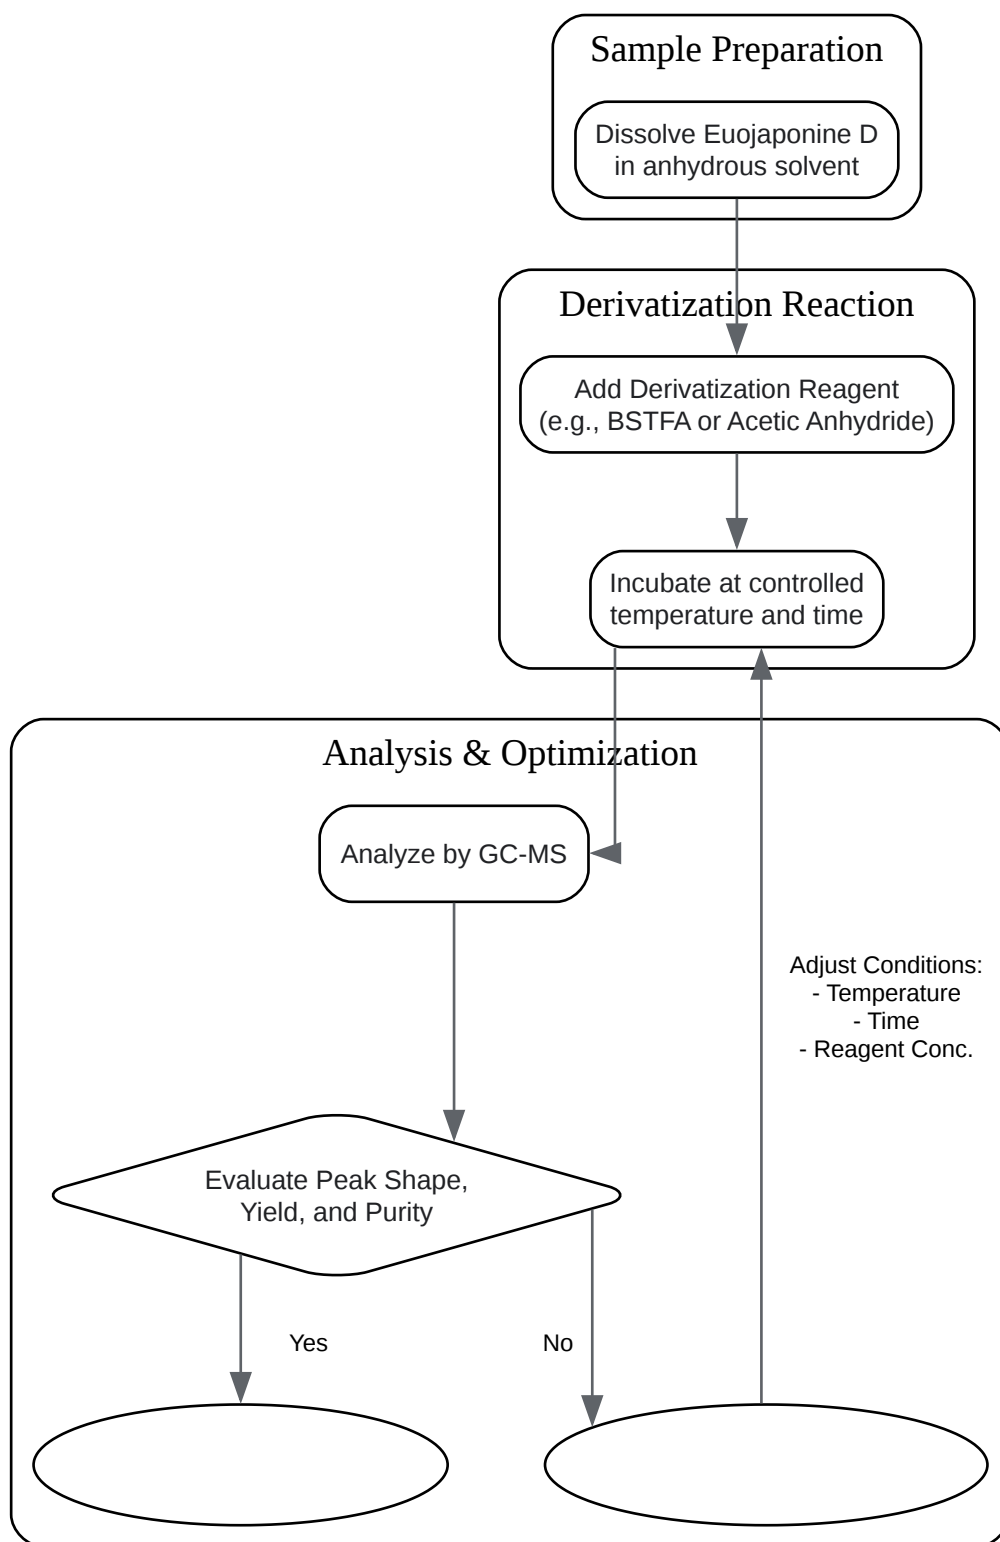 Sample Preparation
Dissolve Euojaponine D
in anhydrous solvent
Derivatization Reaction
Add Derivatization Reagent
(e.g., BSTFA or Acetic Anhydride)
Incubate at controlled
temperature and time
Analysis & Optimization
Analyze by GC-MS
Adjust Conditions:
- Temperature
- Time
- Reagent Conc.
Evaluate Peak Shape,
Yield, and Purity
Yes
No